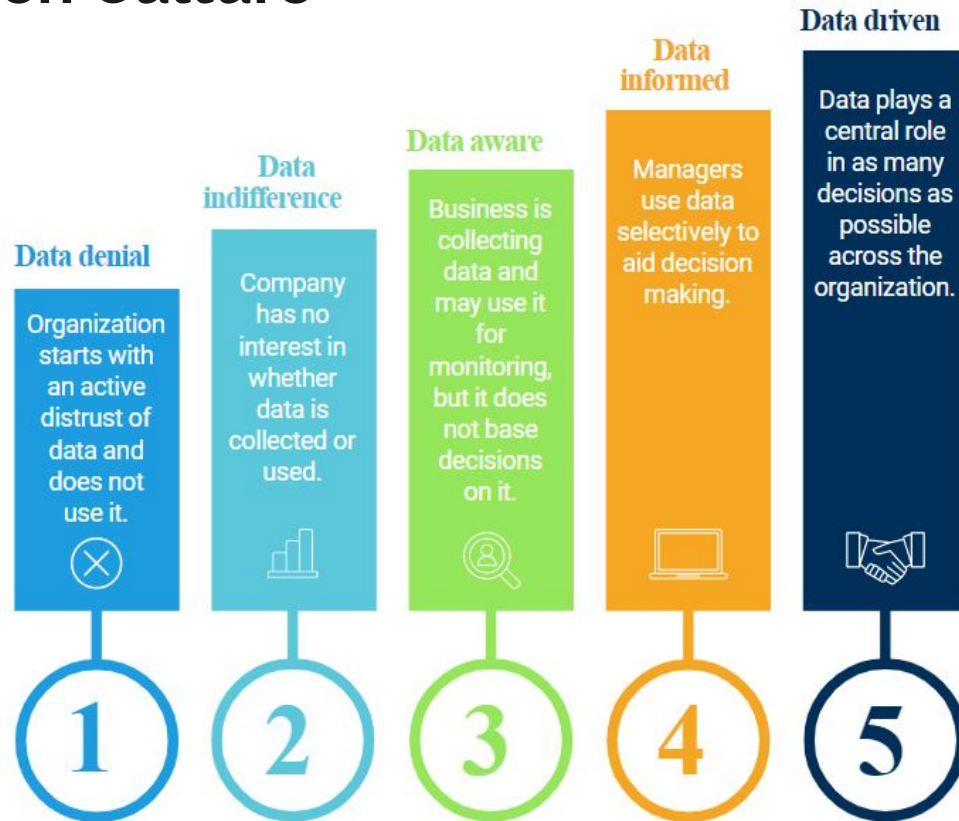 Data denial
Organization
starts with
an active
distrust of
data and
does not
use it.
1
Data
indifference
Company
has no
interest in
whether
data is
collected or
used.
2
Data aware
Business is
collecting
data and
may use it
for
monitoring,
but it does
not base
decisions
on it.
3
Data
informed
Managers
use data
selectively to
aid decision
making.
4
Data driven
Data plays a
central role
in as many
decisions as
possible
across the
organization.
5